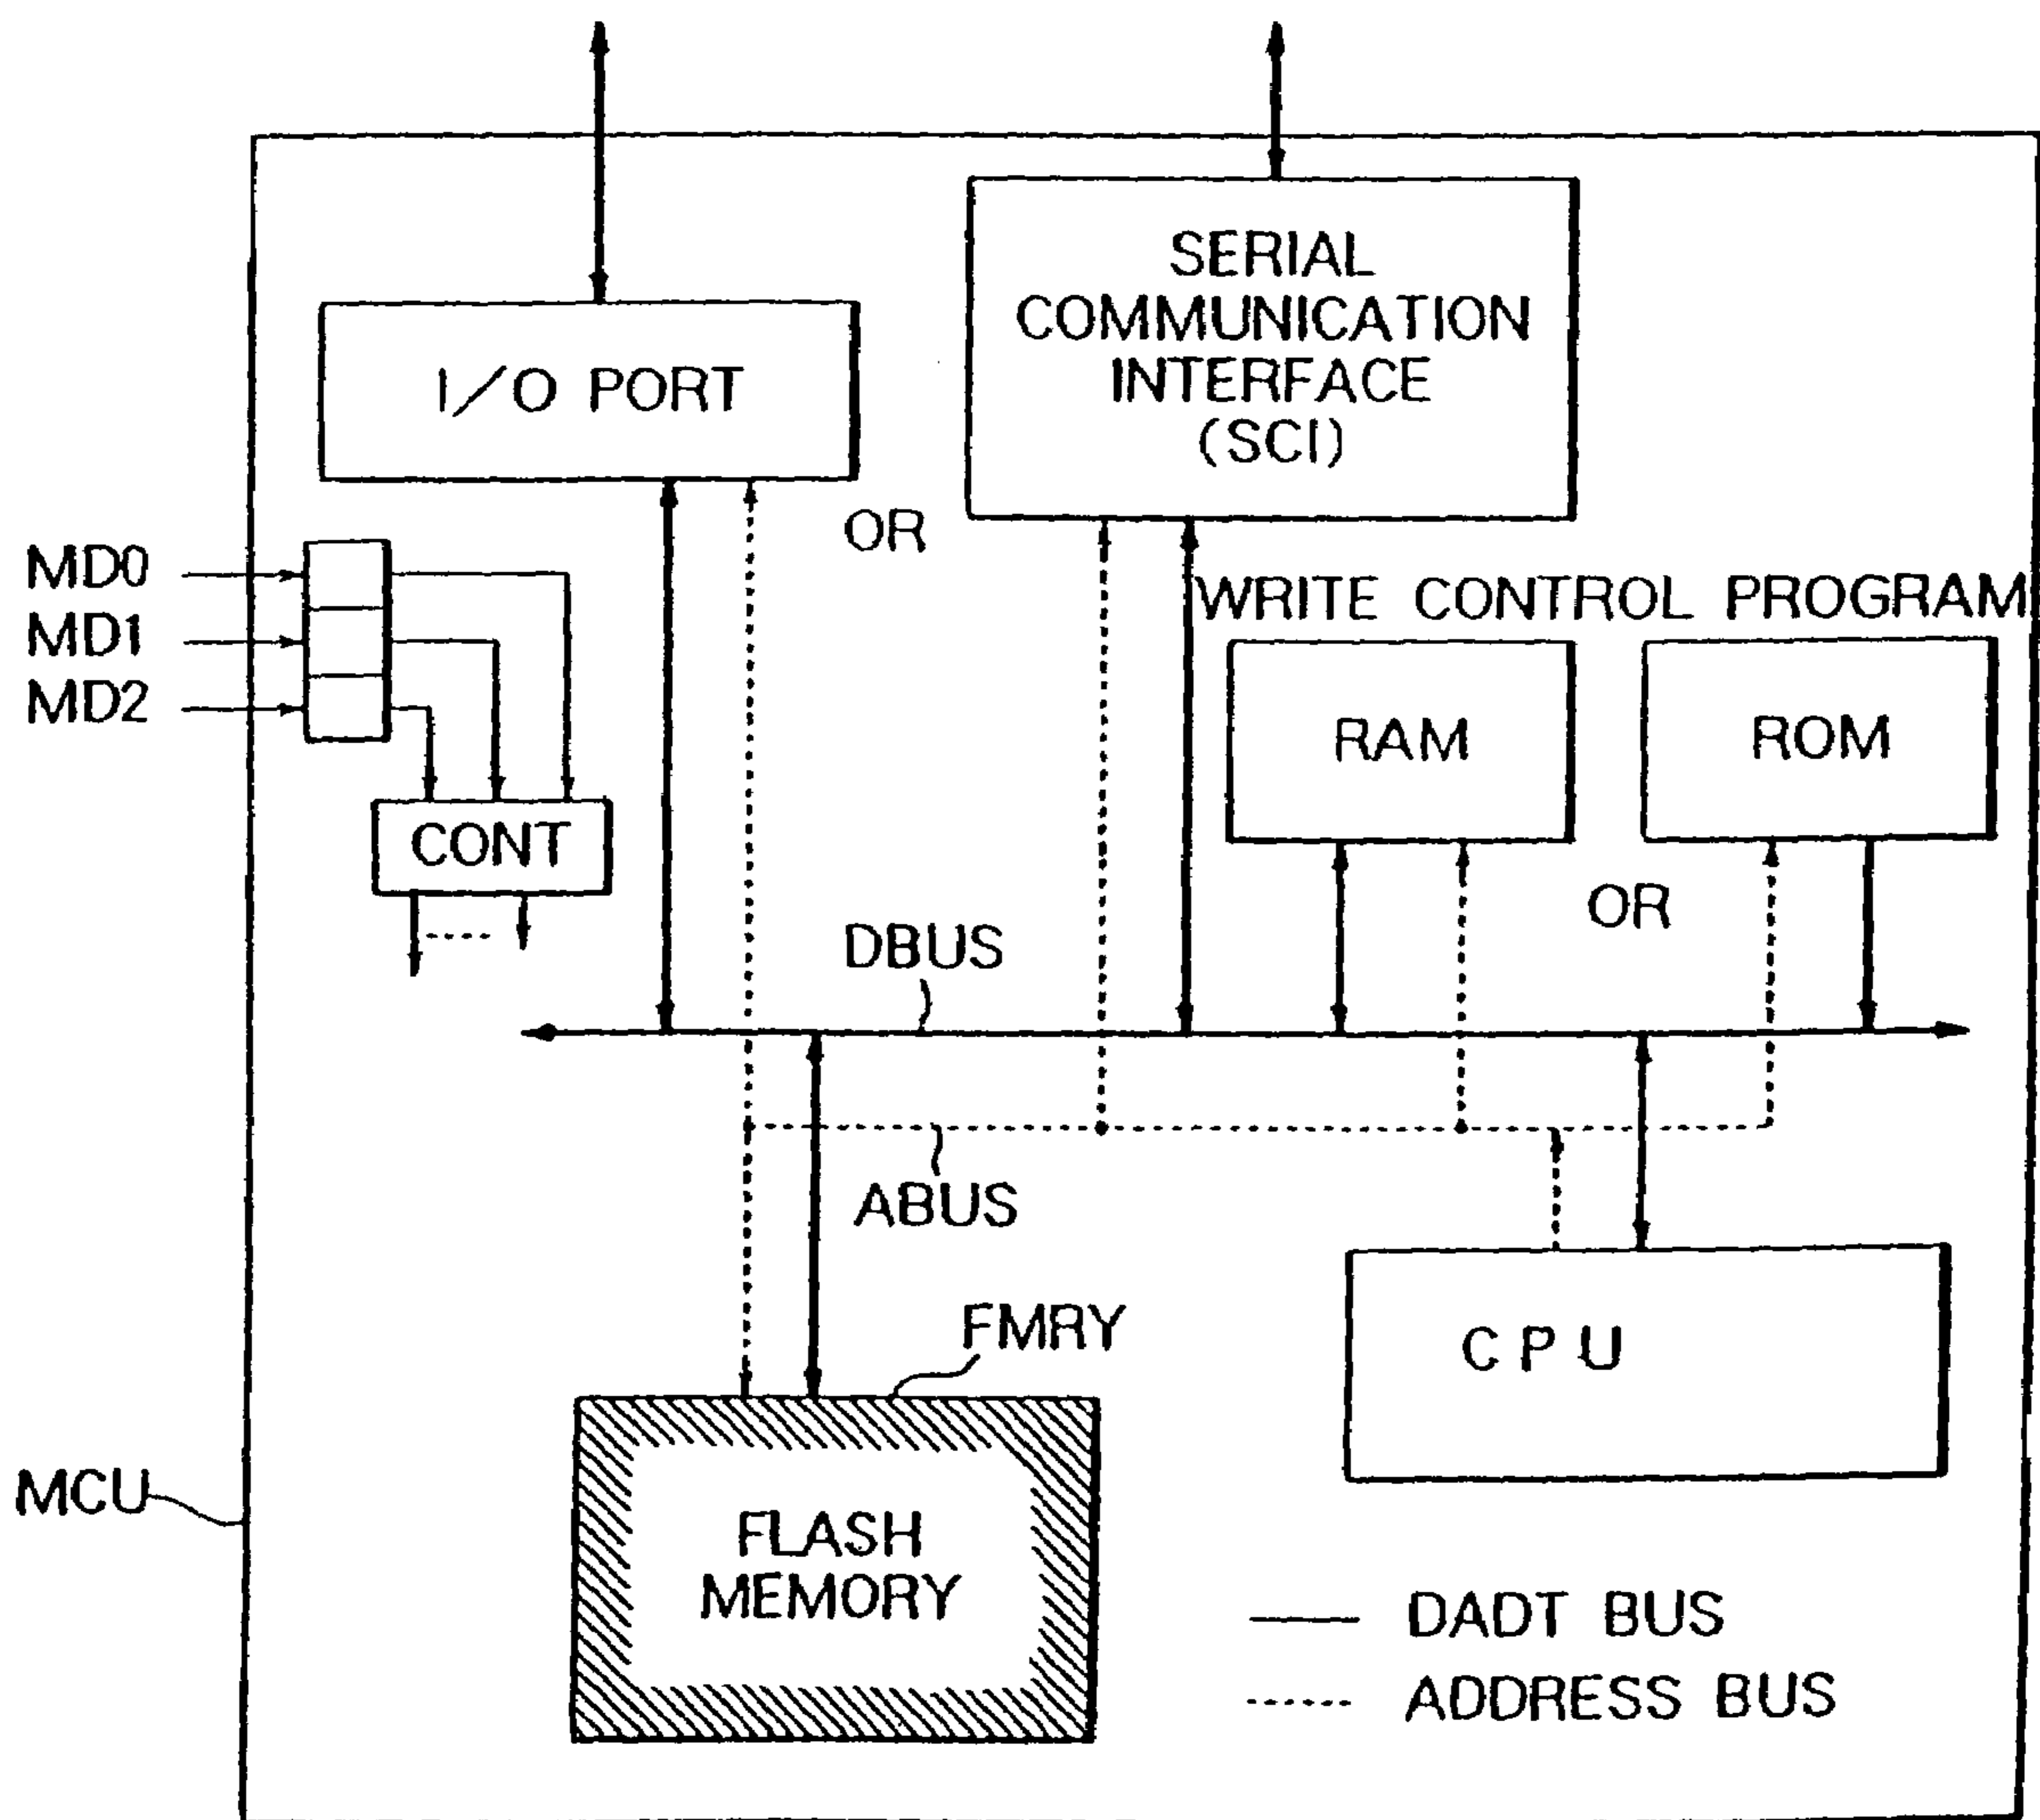 SERIAL
COMMUNICATION
INTERFACE
(SCI)
I/O PORT
OR
MD0
MD1
MD2
WRITE CONTROL PROGRAM
RAM
ROM
CONT
OR
DBUS
ABUS
FMRY
CPU
MCU
FLASH
MEMORY
DADT BUS
ADDRESS BUS